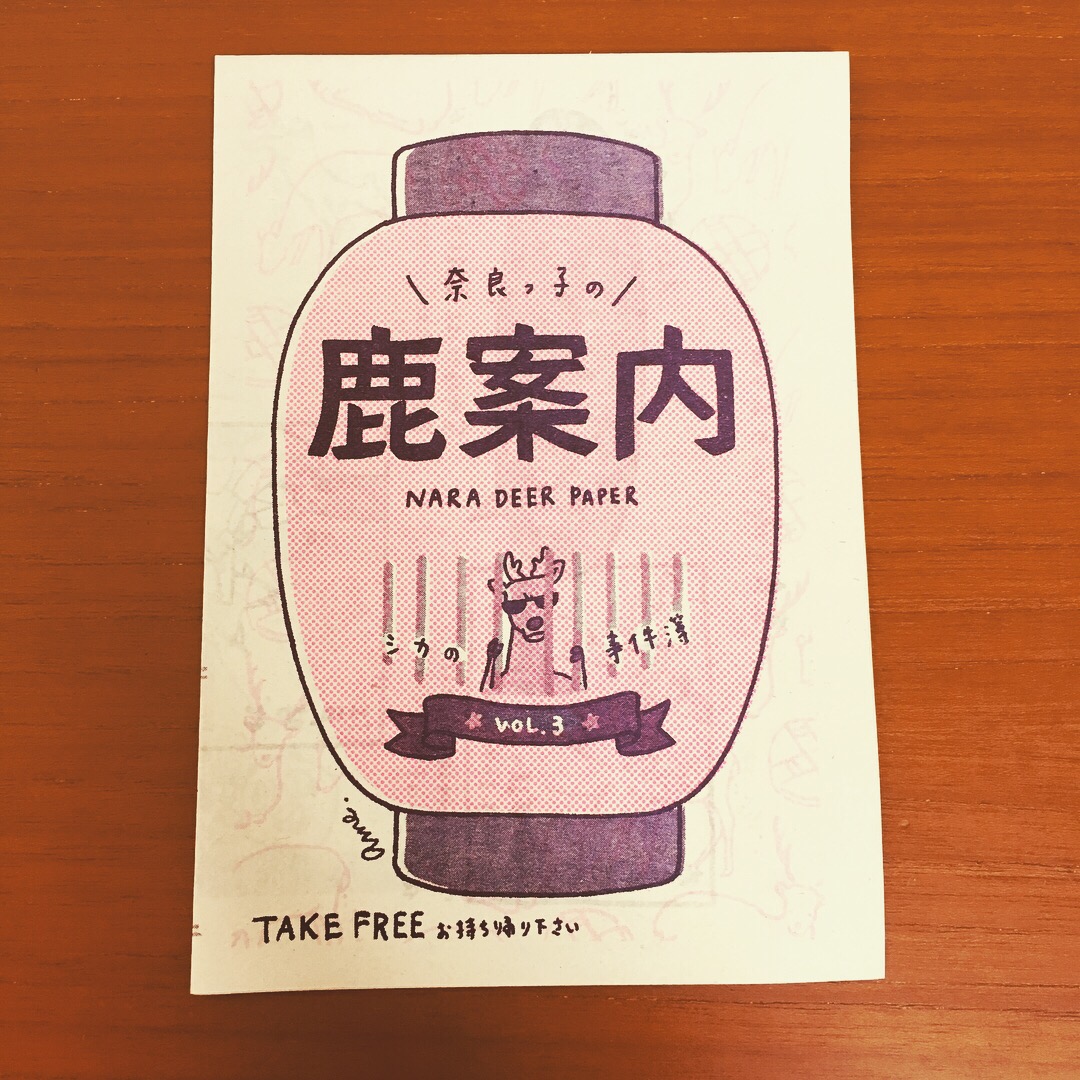 \奈良っ子の/
鹿案内
NARA DEER PAPER
シカの 事件簿
VOL.3
TAKE FREE お持ち帰り下さい